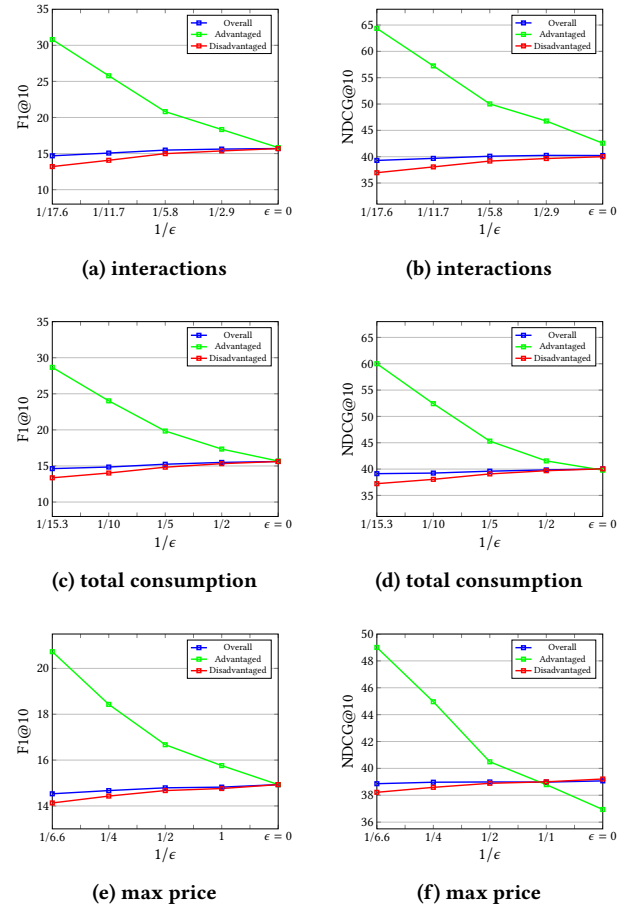 35
30
25
20
15
10
F1@10
Overall
Advantaged
Disadvantaged
1/17.6 1/11.7 1/5.8 1/2.9 ϵ = 0
1/ϵ
(a) interactions
65
60
55
50
45
40
35
NDCG@10
Overall
Advantaged
Disadvantaged
1/17.6 1/11.7 1/5.8 1/2.9 ϵ = 0
1/ϵ
(b) interactions
35
30
25
20
15
10
F1@10
Overall
Advantaged
Disadvantaged
1/15.3 1/10 1/5 1/2 ϵ = 0
1/ϵ
(c) total consumption
65
60
55
50
45
40
35
NDCG@10
Overall
Advantaged
Disadvantaged
1/15.3 1/10 1/5 1/2 ϵ = 0
1/ϵ
(d) total consumption
20
18
16
14
F1@10
Overall
Advantaged
Disadvantaged
1/6.6 1/4 1/2 1 ϵ = 0
1/ϵ
(e) max price
50
48
46
44
42
40
38
36
NDCG@10
Overall
Advantaged
Disadvantaged
1/6.6 1/4 1/2 1/1 ϵ = 0
1/ϵ
(f) max price